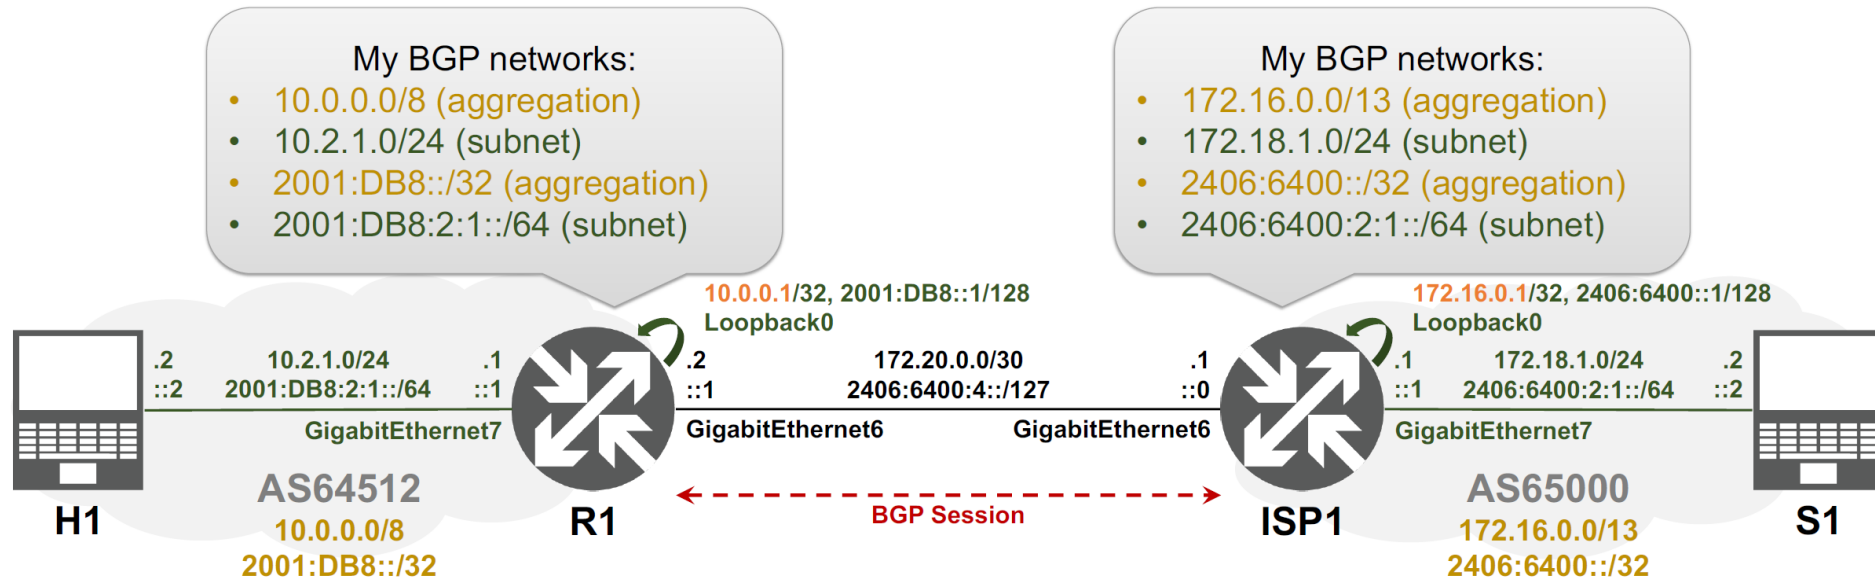 My BGP networks:
• 10.0.0.0/8 (aggregation)
• 10.2.1.0/24 (subnet)
• 2001:DB8::/32 (aggregation)
• 2001:DB8:2:1::/64 (subnet)
My BGP networks:
• 172.16.0.0/13 (aggregation)
• 172.18.1.0/24 (subnet)
• 2406:6400::/32 (aggregation)
• 2406:6400:2:1::/64 (subnet)
10.0.0.1/32, 2001:DB8::1/128
Loopback0
172.16.0.1/32, 2406:6400::1/128
Loopback0
.2 10.2.1.0/24 .1
::2 2001:DB8:2:1::/64 ::1
GigabitEthernet7
.2 172.20.0.0/30 .1
::1 2406:6400:4::/127 ::0
GigabitEthernet6 GigabitEthernet6
.1 172.18.1.0/24 .2
::1 2406:6400:2:1::/64 ::2
GigabitEthernet7
H1
AS64512
10.0.0.0/8
2001:DB8::/32
R1
BGP Session
ISP1
AS65000
172.16.0.0/13
2406:6400::/32
S1